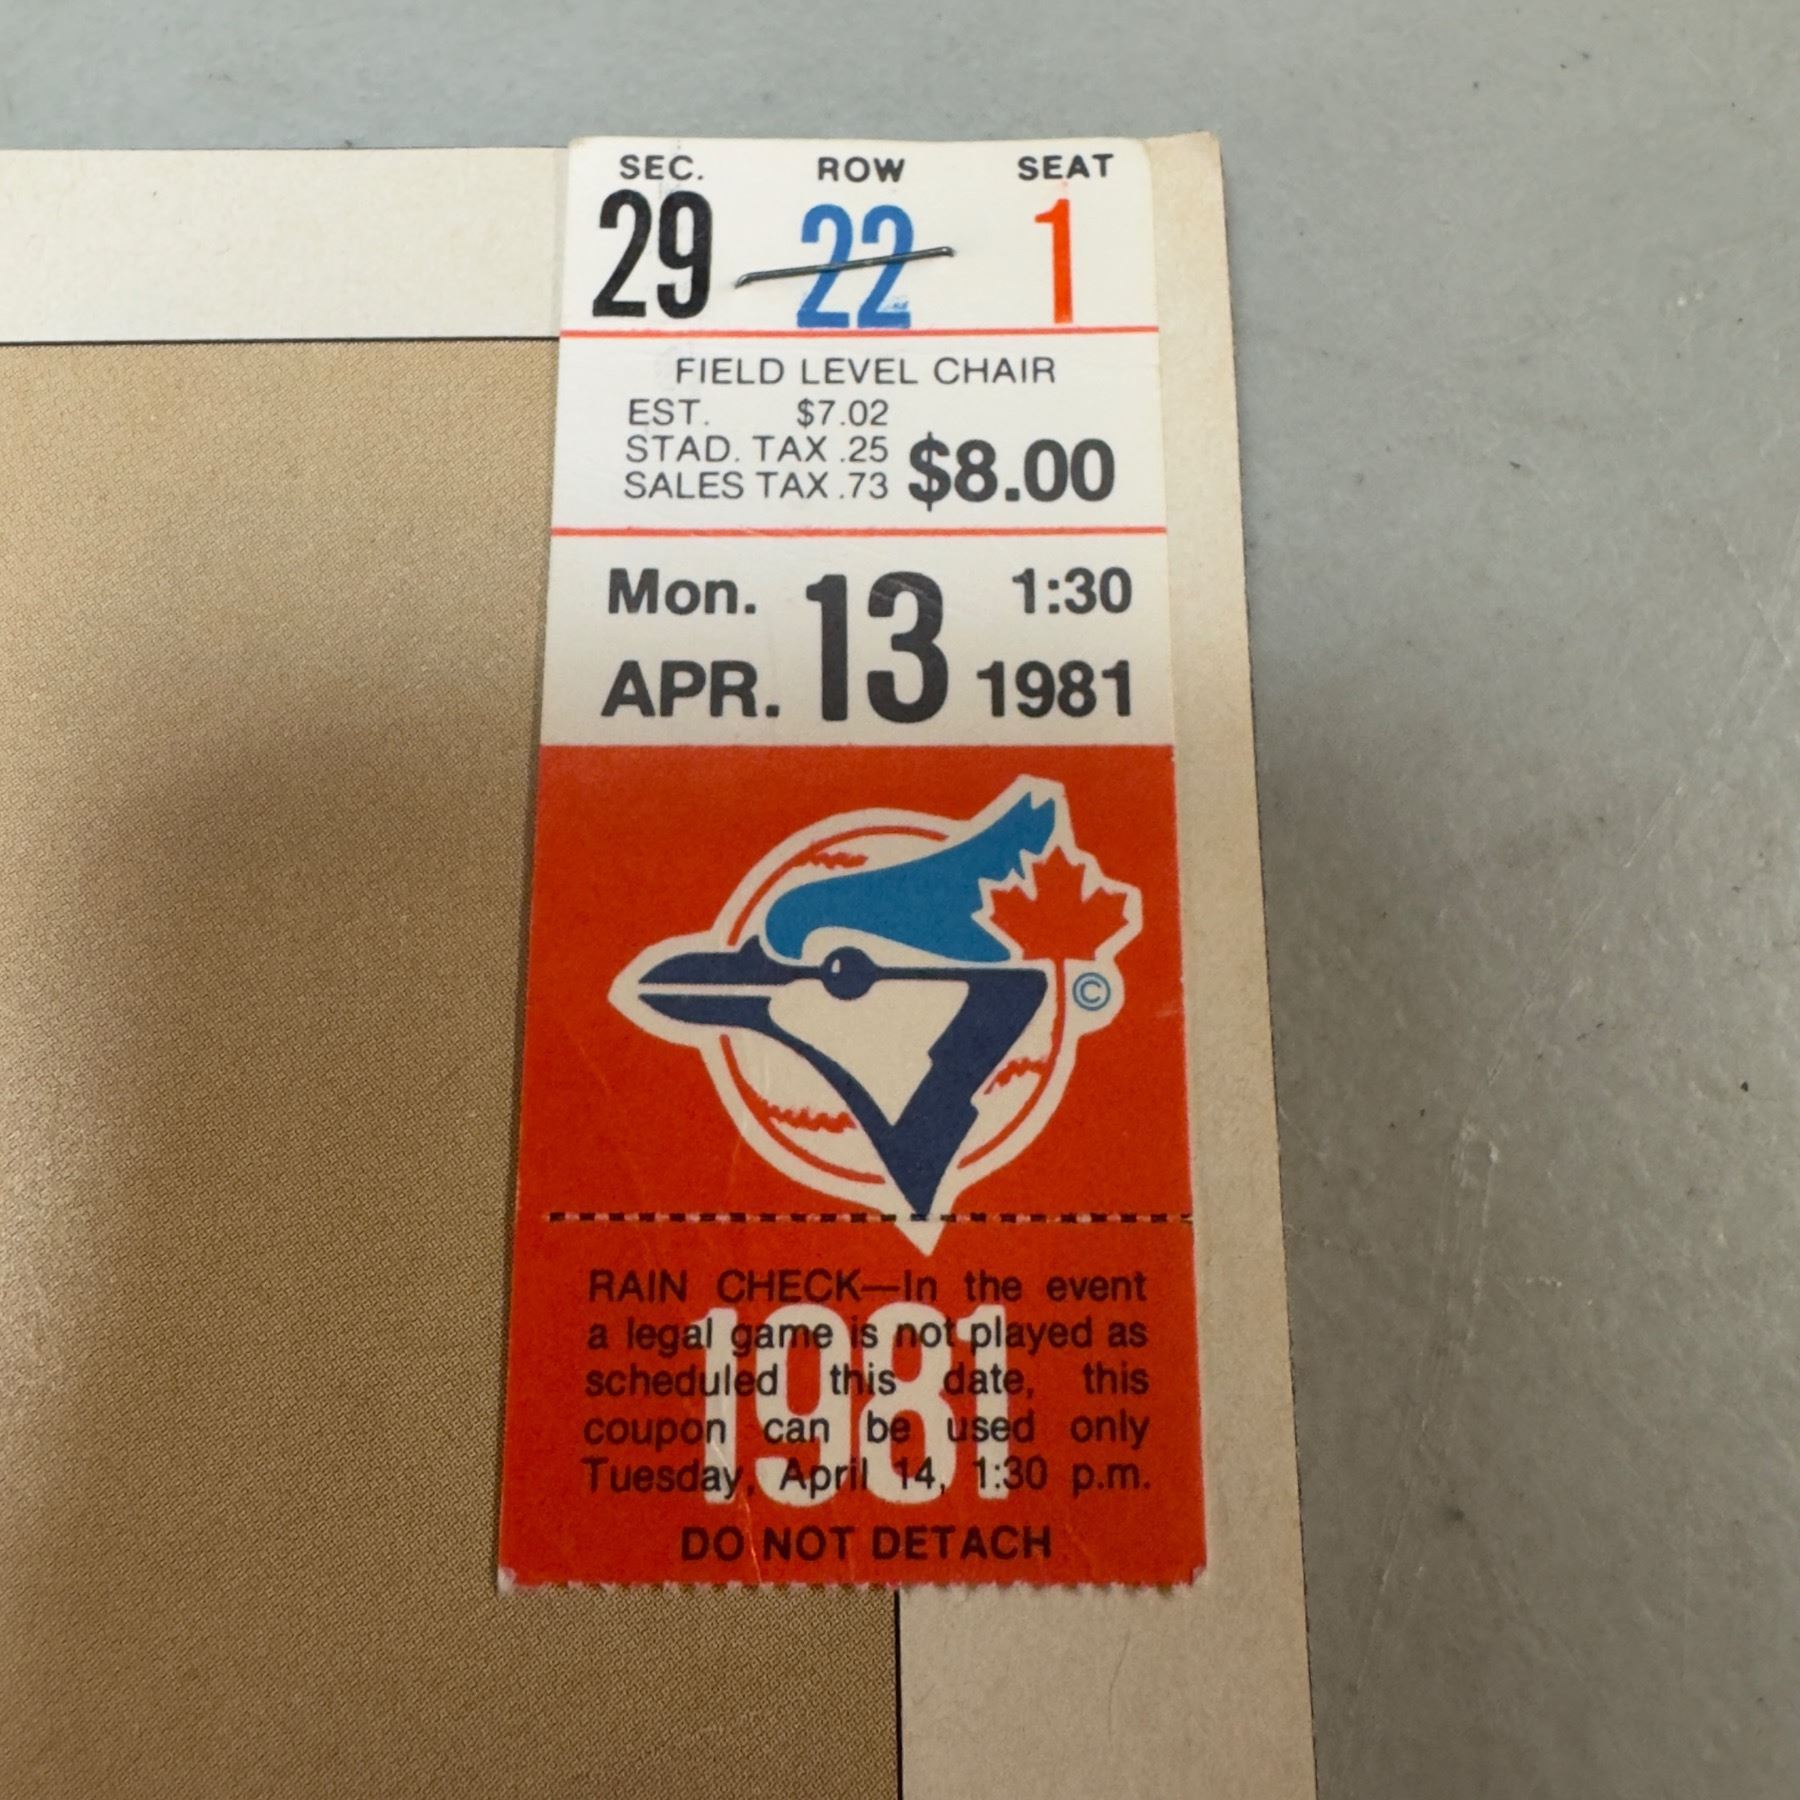 SEC. ROW SEAT
29 22 1
FIELD LEVEL CHAIR
EST. $7.02
STAD. TAX .25
SALES TAX .73 $8.00
Mon. 13 1:30
APR. 1981
©
RAIN CHECK—In the event
a legal game is not played as
scheduled this date, this
coupon can be used only
Tuesday, April 14, 1:30 p.m.
1981
DO NOT DETACH